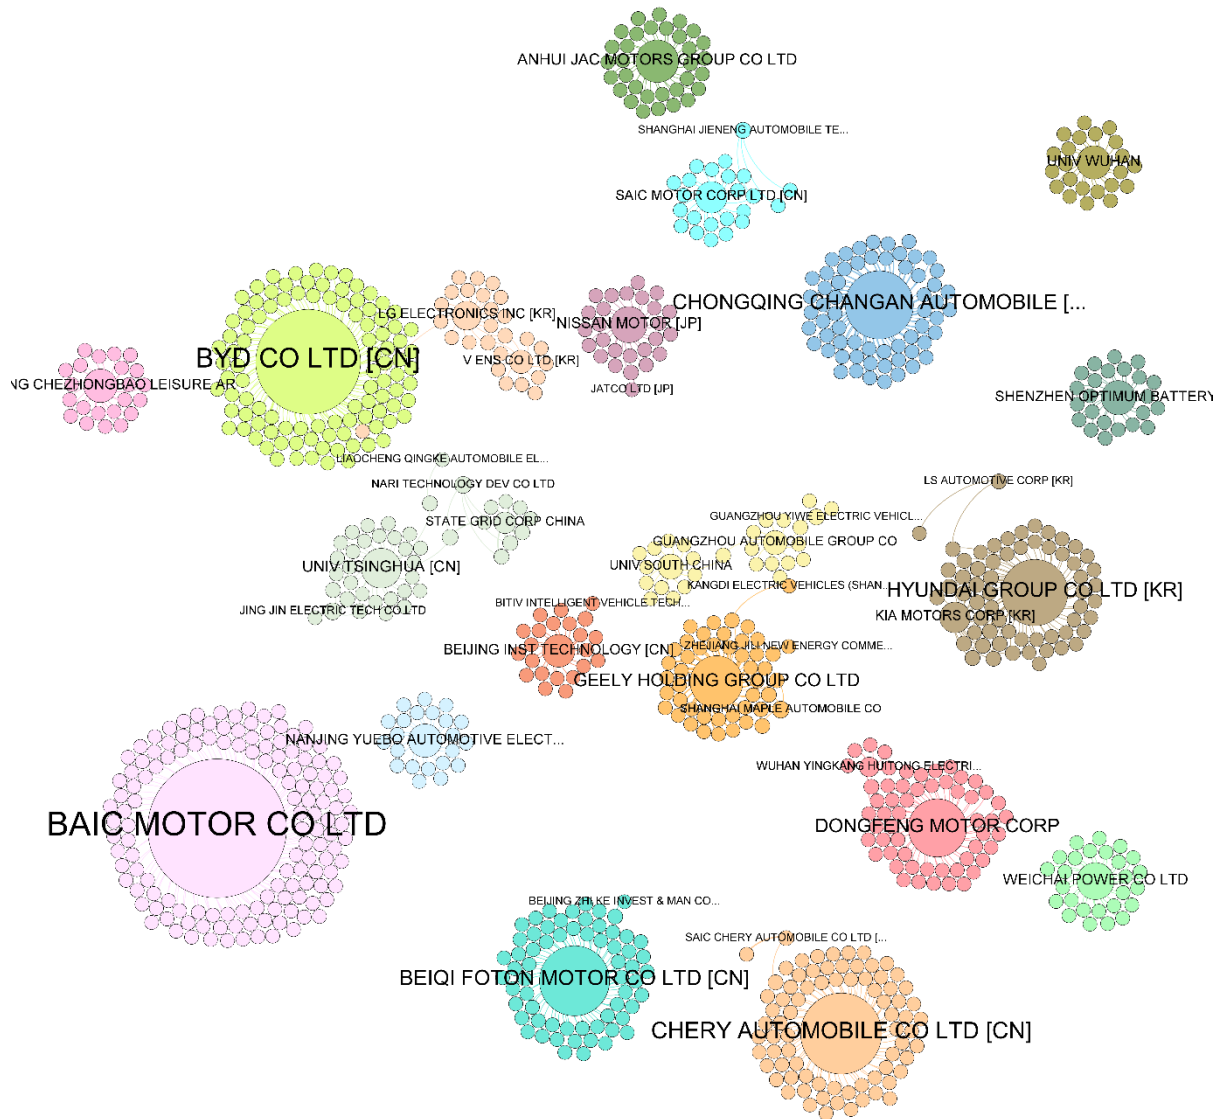 ANHUI JAC MOTORS GROUP CO LTD
SHANGHAI JIENENG AUTOMOBILE TE...
UNIV WUHAN
SAIC MOTOR CORP LTD [CN]
CHONGQING CHANGAN AUTOMOBILE [...
LG ELECTRONICS INC [KR]
NISSAN MOTOR [JP]
BYD CO LTD [CN]
V ENS CO LTD [KR]
NG CHEZHONGBAO LEISURE AR
JATCO LTD [JP]
SHENZHEN OPTIMUM BATTERY
LIAOCHENG QINGKE AUTOMOBILE EL...
NARI TECHNOLOGY DEV CO LTD
LS AUTOMOTIVE CORP [KR]
STATE GRID CORP CHINA
GUANGZHOU YIWE ELECTRIC VEHICL...
GUANGZHOU AUTOMOBILE GROUP CO
UNIV TSINGHUA [CN]
UNIV SOUTH CHINA
KANGDI ELECTRIC VEHICLES (SHAN...
HYUNDAI GROUP CO LTD [KR]
JING JIN ELECTRIC TECH CO LTD
BITIV INTELLIGENT VEHICLE TECH...
KIA MOTORS CORP [KR]
BEIJING INST TECHNOLOGY [CN]
ZHEJIANG JILI NEW ENERGY COMME...
GEELY HOLDING GROUP CO LTD
SHANGHAI MAPLE AUTOMOBILE CO
NANJING YUEBO AUTOMOTIVE ELECT...
WUHAN YINGKANG HUITONG ELECTRI...
BAIC MOTOR CO LTD
DONGFENG MOTOR CORP
WEICHAI POWER CO LTD
BEIJING ZHI KE INVEST & MAN CO...
SAIC CHERY AUTOMOBILE CO LTD [...
BEIQI FOTON MOTOR CO LTD [CN]
CHERY AUTOMOBILE CO LTD [CN]